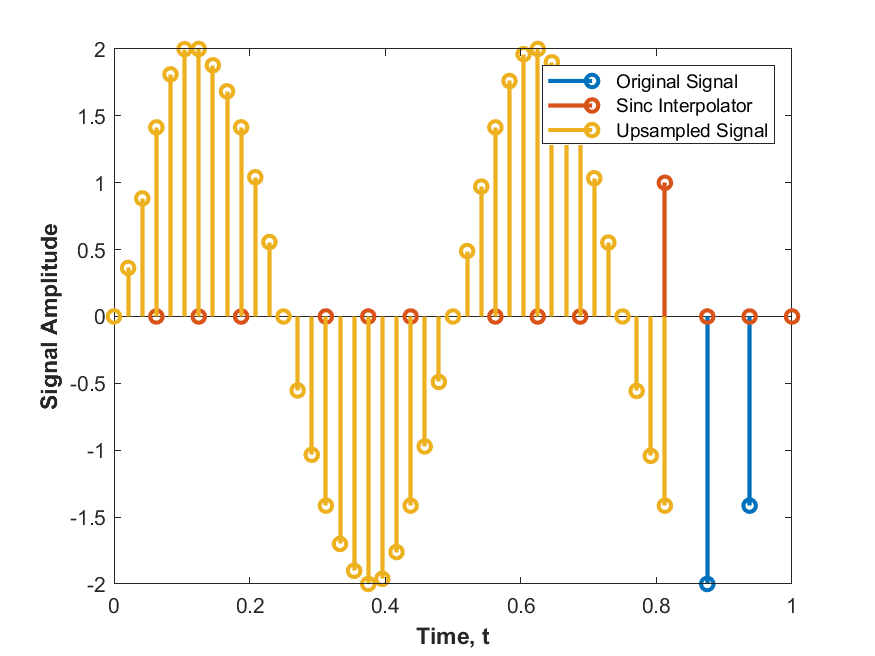 2
1.5
1
0.5
0
-0.5
-1
-1.5
-2
Signal Amplitude
Original Signal
Sinc Interpolator
Upsampled Signal
0 0.2 0.4 0.6 0.8 1
Time, t